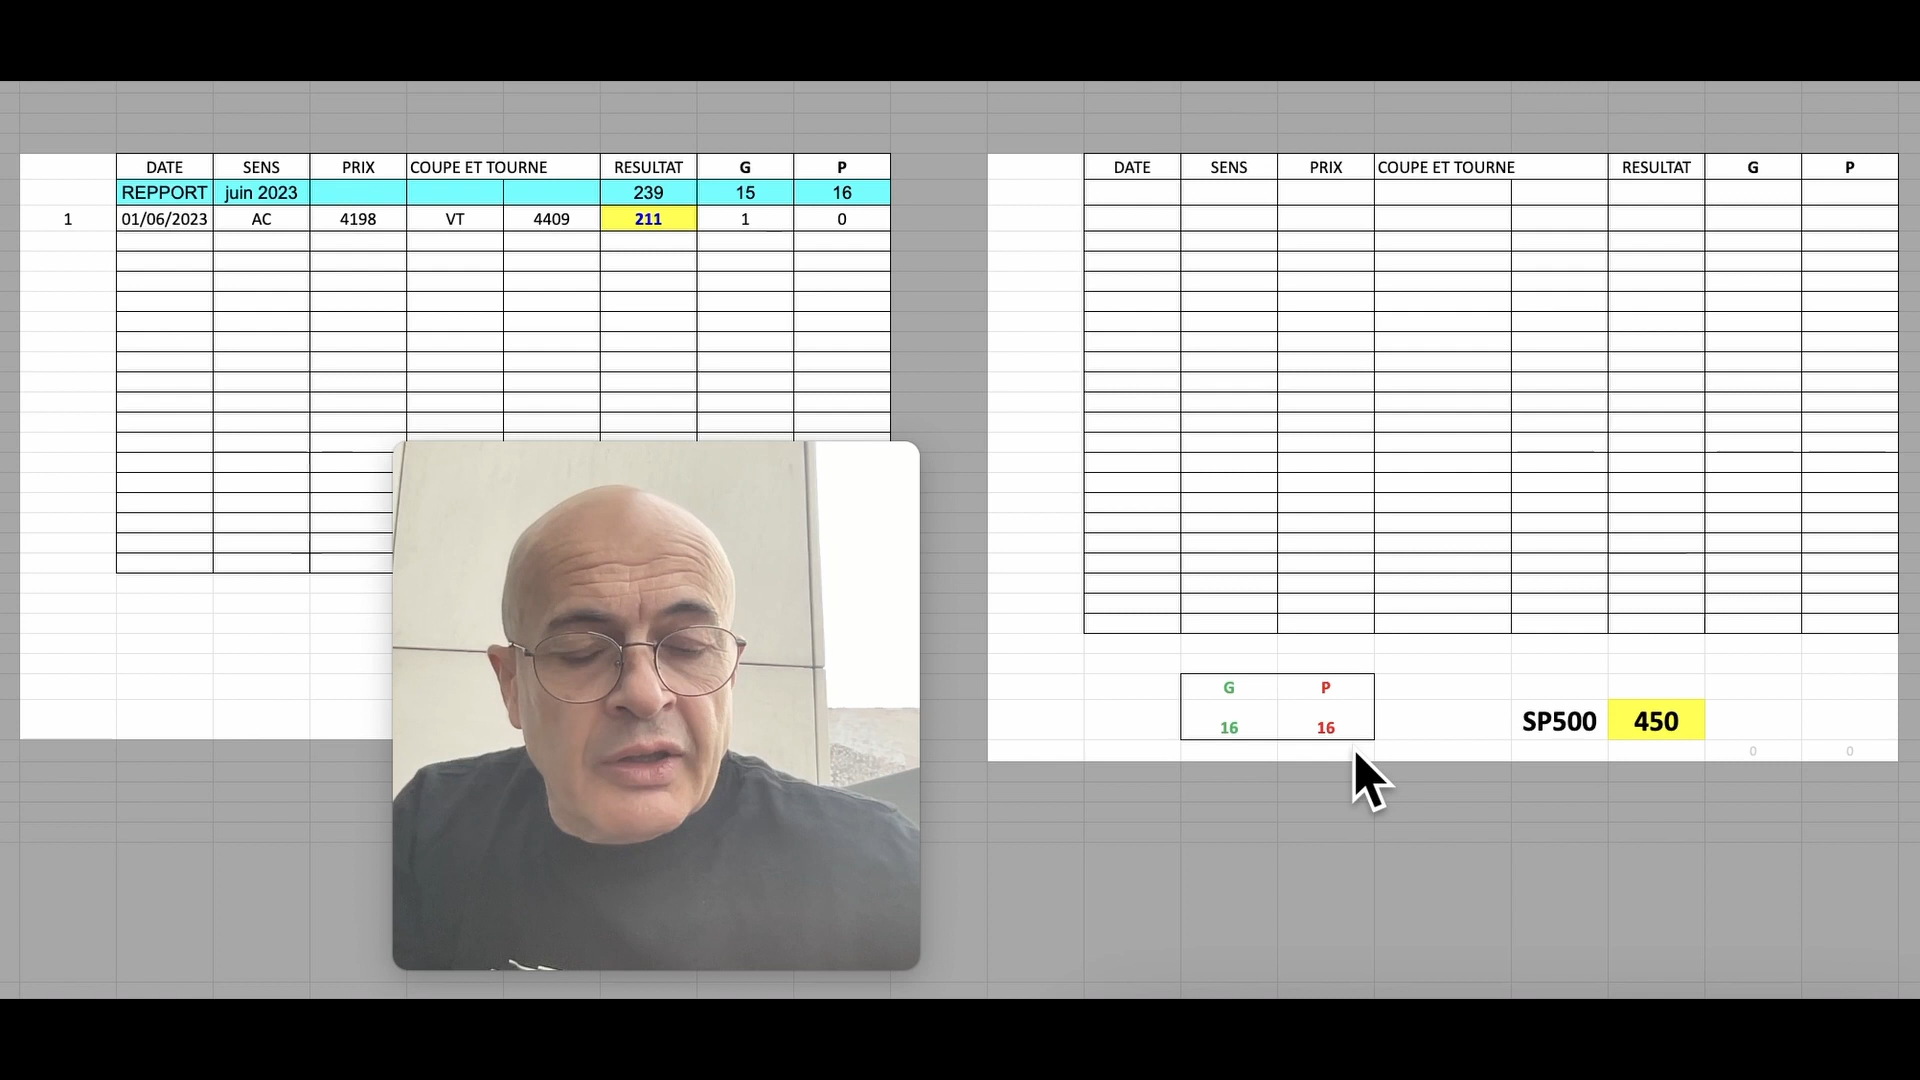 DATE SENS PRIX COUPE ET TOURNE RESULTAT G P
REPPORT juin 2023 239 15 16
1 01/06/2023 AC 4198 VT 4409 211 1 0
DATE SENS PRIX COUPE ET TOURNE RESULTAT G P
G P
16 16
SP500 450
0 0